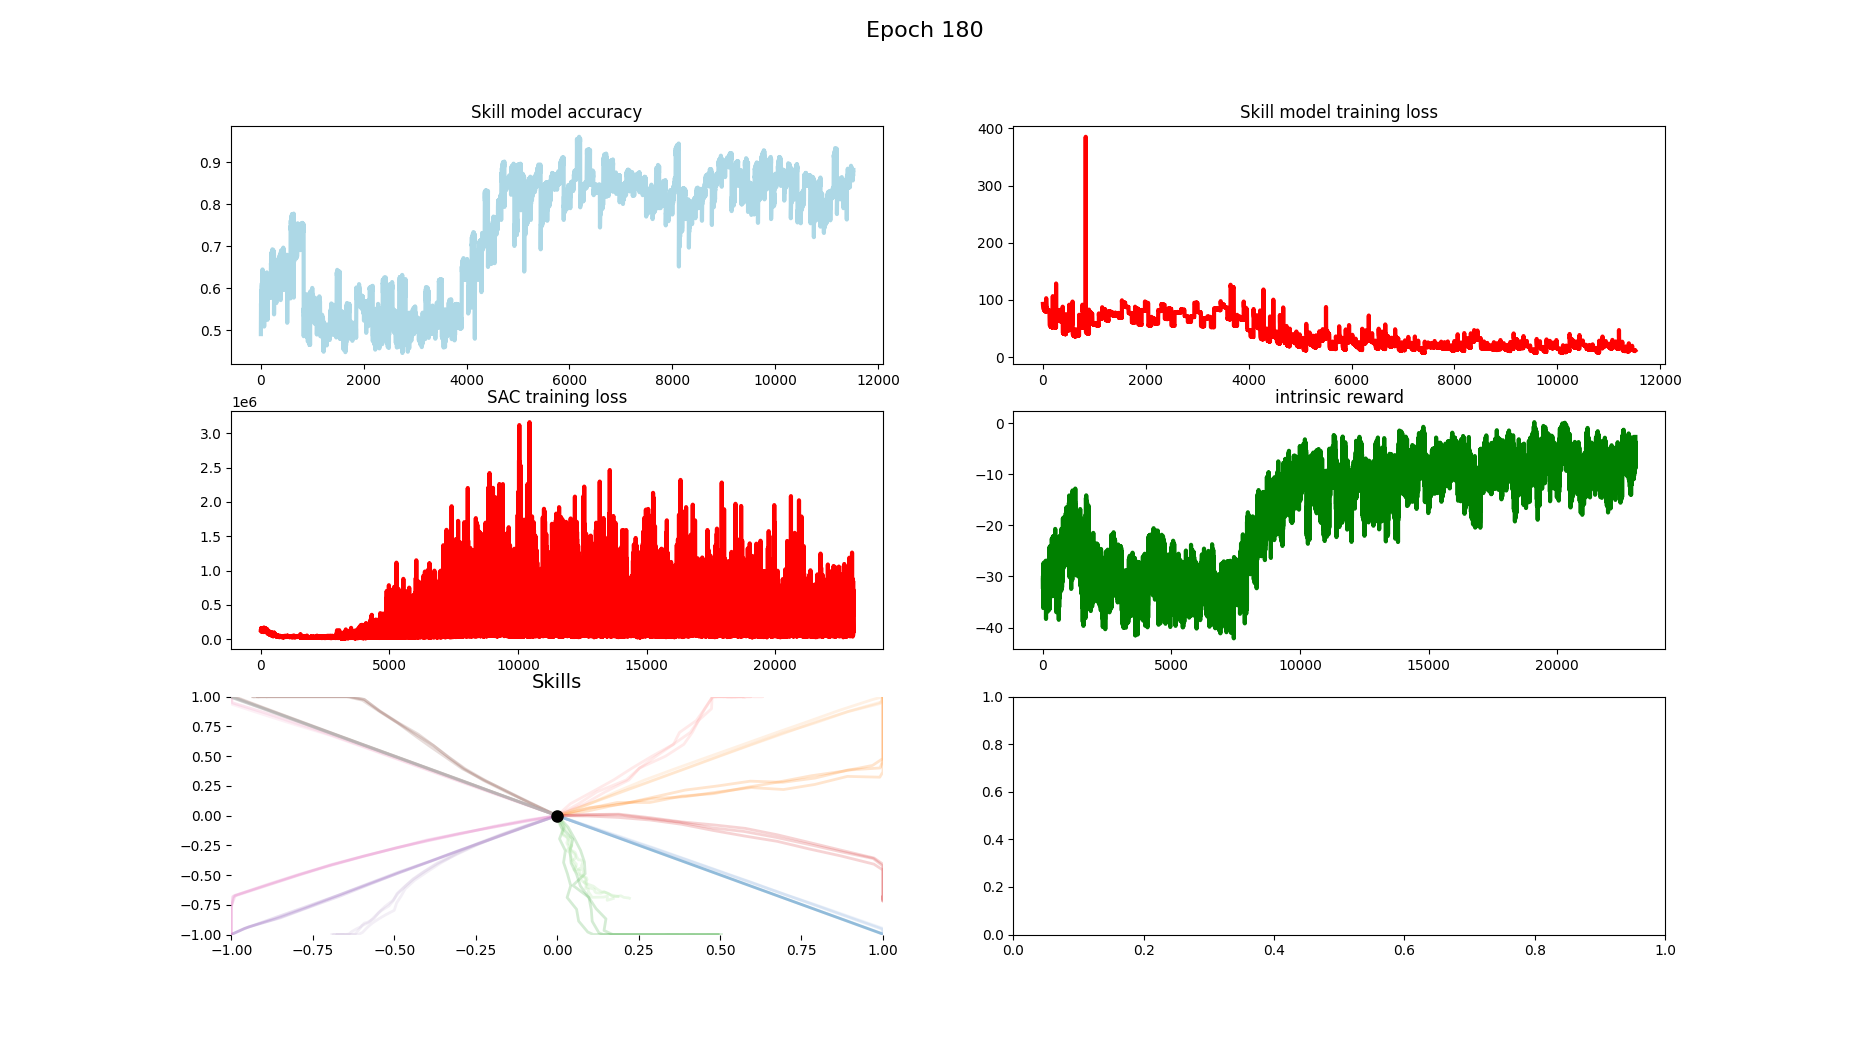 Epoch 180
Skill model accuracy
0.9
0.8
0.7
0.6
0.5
0 2000 4000 6000 8000 10000 12000
Skill model training loss
400
300
200
100
0
0 2000 4000 6000 8000 10000 12000
SAC training loss
1e6
3.0
2.5
2.0
1.5
1.0
0.5
0.0
0 5000 10000 15000 20000
intrinsic reward
0
−10
−20
−30
−40
0 5000 10000 15000 20000
Skills
1.00
0.75
0.50
0.25
0.00
−0.25
−0.50
−0.75
−1.00
−1.00 −0.75 −0.50 −0.25 0.00 0.25 0.50 0.75 1.00
1.0
0.8
0.6
0.4
0.2
0.0
0.0 0.2 0.4 0.6 0.8 1.0